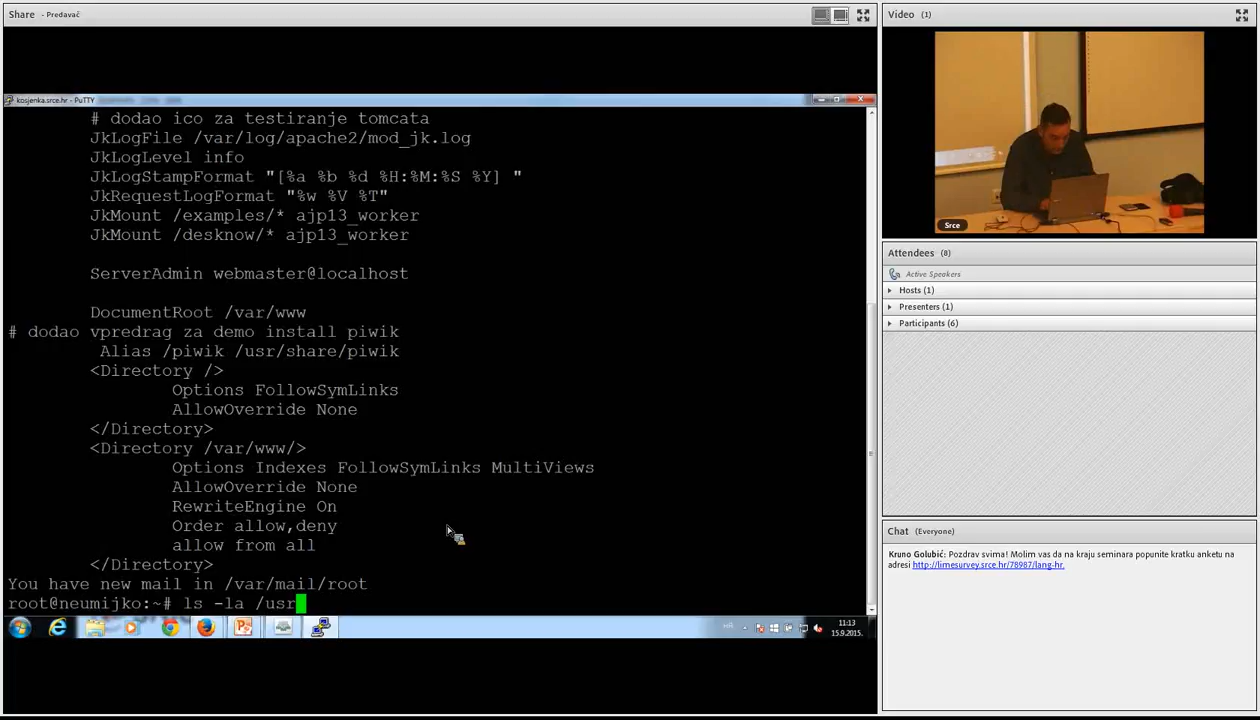 Share - Predavač
kosjenka.srce.hr - PuTTY
# dodao ico za testiranje tomcata
JkLogFile /var/log/apache2/mod_jk.log
JkLogLevel info
JkLogStampFormat "[%a %b %d %H:%M:%S %Y] "
JkRequestLogFormat "%w %V %T"
JkMount /examples/* ajp13_worker
JkMount /desknow/* ajp13_worker
ServerAdmin webmaster@localhost
DocumentRoot /var/www
# dodao vpredrag za demo install piwik
Alias /piwik /usr/share/piwik
<Directory />
Options FollowSymLinks
AllowOverride None
</Directory>
<Directory /var/www/>
Options Indexes FollowSymLinks MultiViews
AllowOverride None
RewriteEngine On
Order allow,deny
allow from all
</Directory>
You have new mail in /var/mail/root
root@neumijko:~# ls -la /usr
HR
11:13
15.9.2015.
Video (1)
Srce
Attendees (8)
Active Speakers
Hosts (1)
Presenters (1)
Participants (6)
Chat (Everyone)
Kruno Golubić: Pozdrav svima! Molim vas da na kraju seminara popunite kratku anketu na
adresi http://limesurvey.srce.hr/78987/lang-hr.